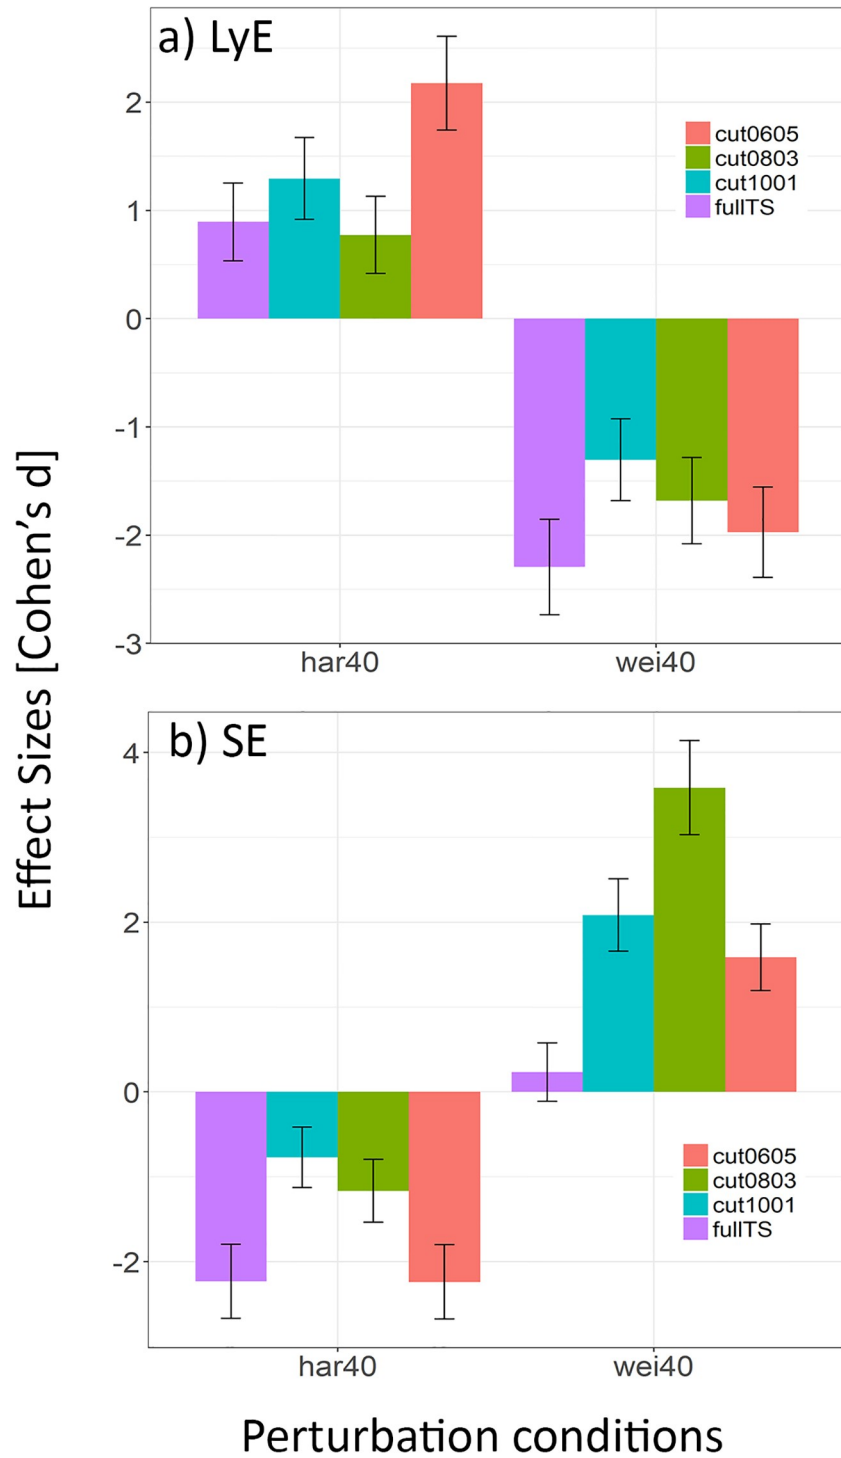 a) LyE
2
1
0
-1
-2
-3
cut0605
cut0803
cut1001
fullTS
har40
wei40
Effect Sizes [Cohen’s d]
b) SE
4
2
0
-2
cut0605
cut0803
cut1001
fullTS
har40
wei40
Perturbation conditions